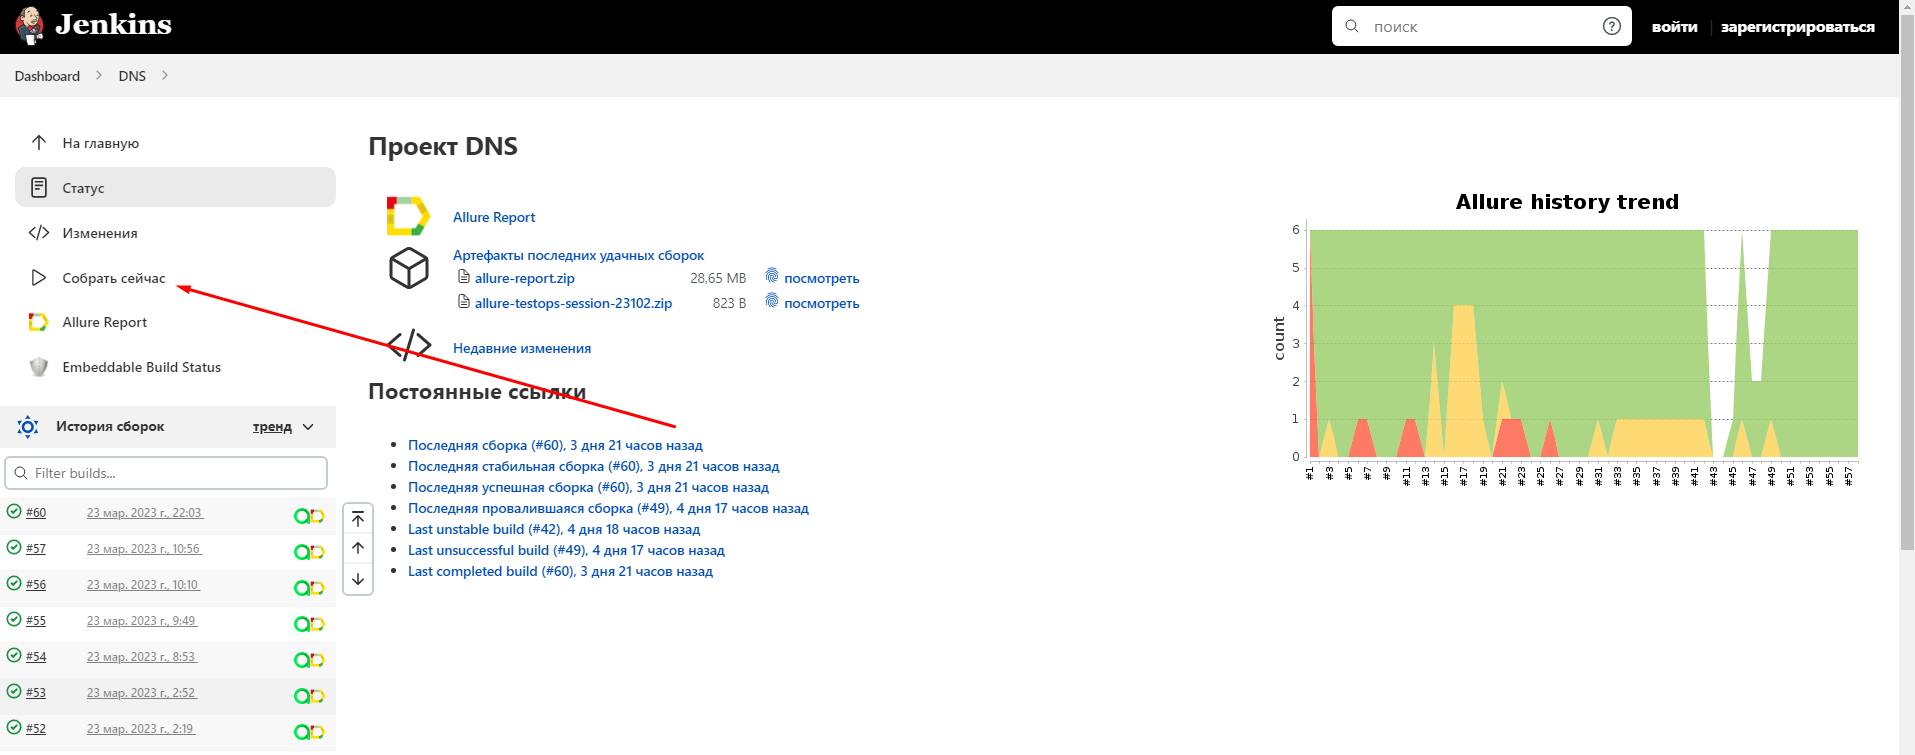 Jenkins
поиск
войти
зарегистрироваться
Dashboard
DNS
На главную
Статус
Изменения
Собрать сейчас
Allure Report
Embeddable Build Status
История сборок
тренд
Filter builds...
#60 23 мар. 2023 г., 22:03
#57 23 мар. 2023 г., 10:56
#56 23 мар. 2023 г., 10:10
#55 23 мар. 2023 г., 9:49
#54 23 мар. 2023 г., 8:53
#53 23 мар. 2023 г., 2:52
#52 23 мар. 2023 г., 2:19
Проект DNS
Allure Report
Артефакты последних удачных сборок
allure-report.zip 28,65 MB посмотреть
allure-testops-session-23102.zip 823 B посмотреть
Недавние изменения
Постоянные ссылки
Последняя сборка (#60), 3 дня 21 часов назад
Последняя стабильная сборка (#60), 3 дня 21 часов назад
Последняя успешная сборка (#60), 3 дня 21 часов назад
Последняя провалившаяся сборка (#49), 4 дня 17 часов назад
Last unstable build (#42), 4 дня 18 часов назад
Last unsuccessful build (#49), 4 дня 17 часов назад
Last completed build (#60), 3 дня 21 часов назад
Allure history trend
count
6
5
4
3
2
1
0
#1 #3 #5 #7 #9 #11 #13 #15 #17 #19 #21 #23 #25 #27 #29 #31 #33 #35 #37 #39 #41 #43 #45 #47 #49 #51 #53 #55 #57